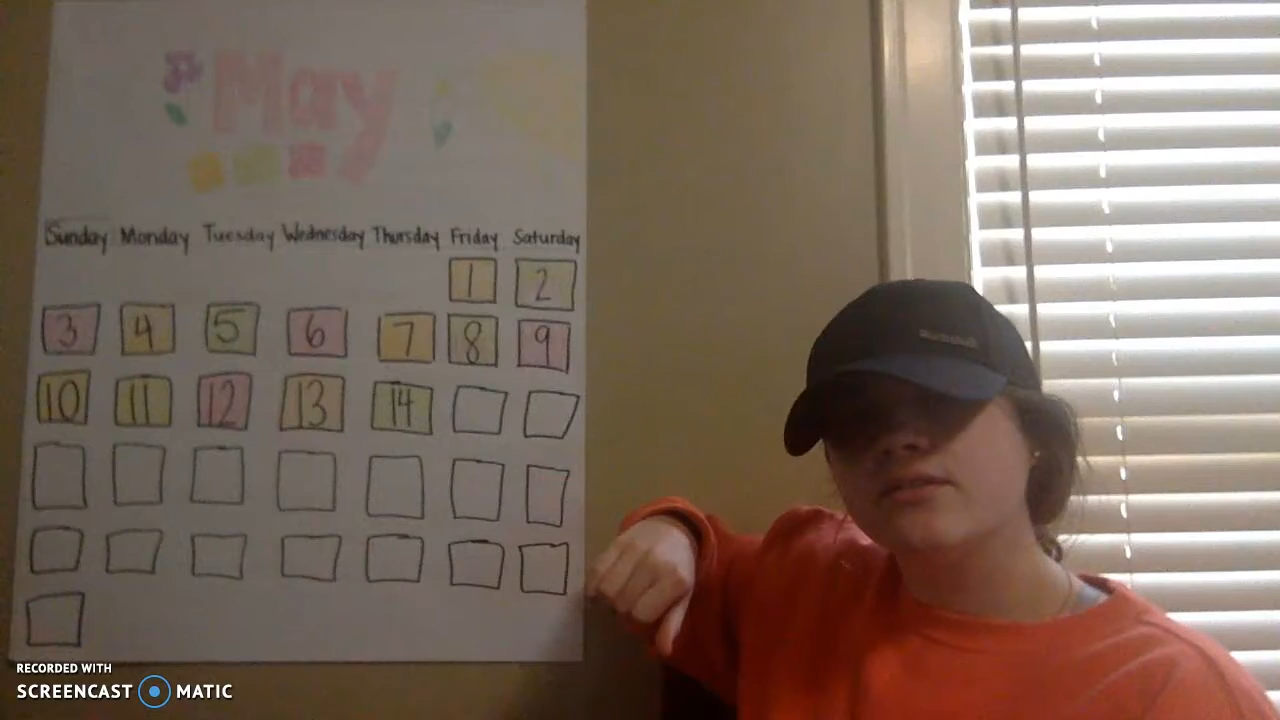 May
Sunday Monday Tuesday Wednesday Thursday Friday Saturday
1 2
3 4 5 6 7 8 9
10 11 12 13 14
RECORDED WITH
SCREENCAST MATIC